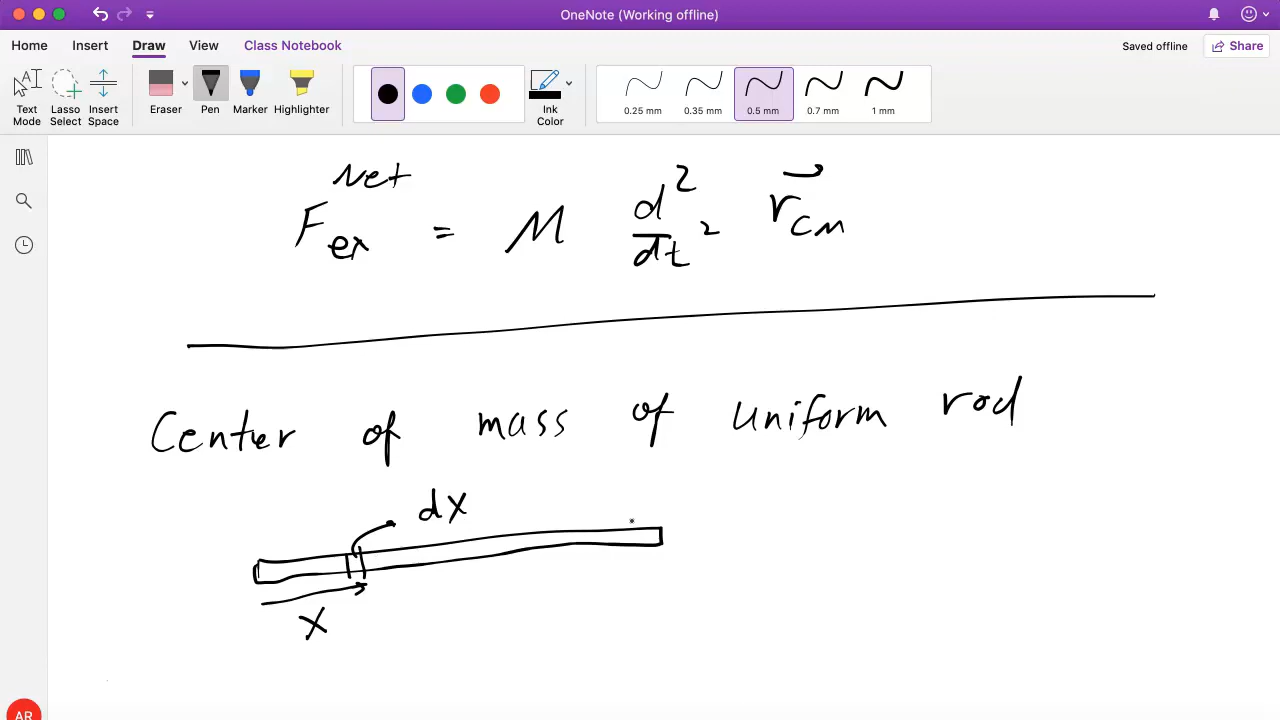 OneNote (Working offline)
Home Insert Draw View Class Notebook
Saved offline Share
Text Mode Lasso Select Insert Space Eraser Pen Marker Highlighter Ink Color 0.25 mm 0.35 mm 0.5 mm 0.7 mm 1 mm
F_ex^Net = M d²/dt² r⃗_CM
Center of mass of uniform rod
dx
x
AR